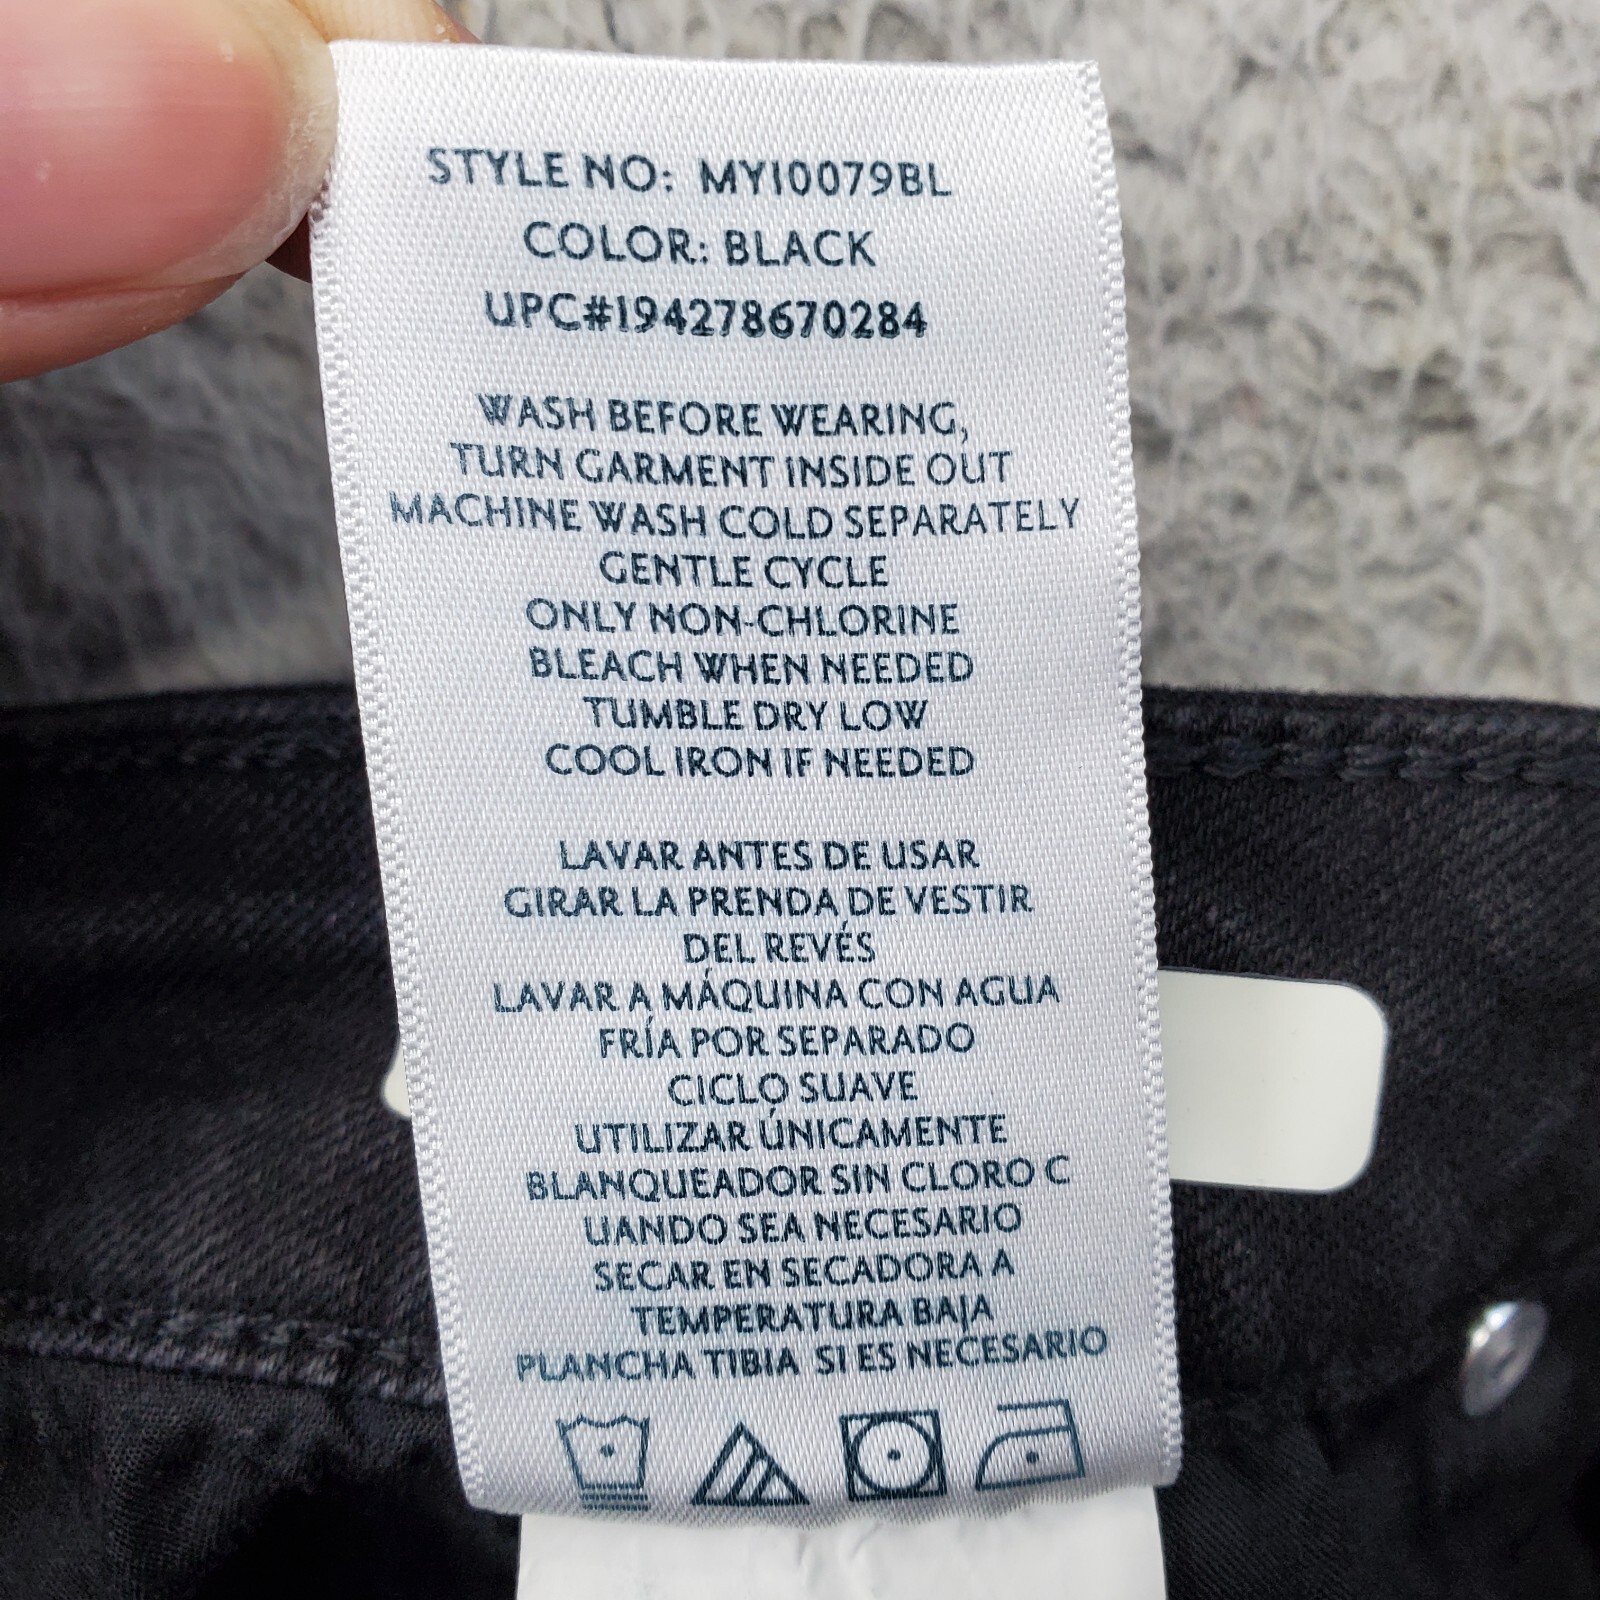 STYLE NO: MYI0079BL
COLOR: BLACK
UPC#194278670284
WASH BEFORE WEARING,
TURN GARMENT INSIDE OUT
MACHINE WASH COLD SEPARATELY
GENTLE CYCLE
ONLY NON-CHLORINE
BLEACH WHEN NEEDED
TUMBLE DRY LOW
COOL IRON IF NEEDED
LAVAR ANTES DE USAR
GIRAR LA PRENDA DE VESTIR
DEL REVÉS
LAVAR A MÁQUINA CON AGUA
FRÍA POR SEPARADO
CICLO SUAVE
UTILIZAR ÚNICAMENTE
BLANQUEADOR SIN CLORO C
UANDO SEA NECESARIO
SECAR EN SECADORA A
TEMPERATURA BAJA
PLANCHA TIBIA SI ES NECESARIO